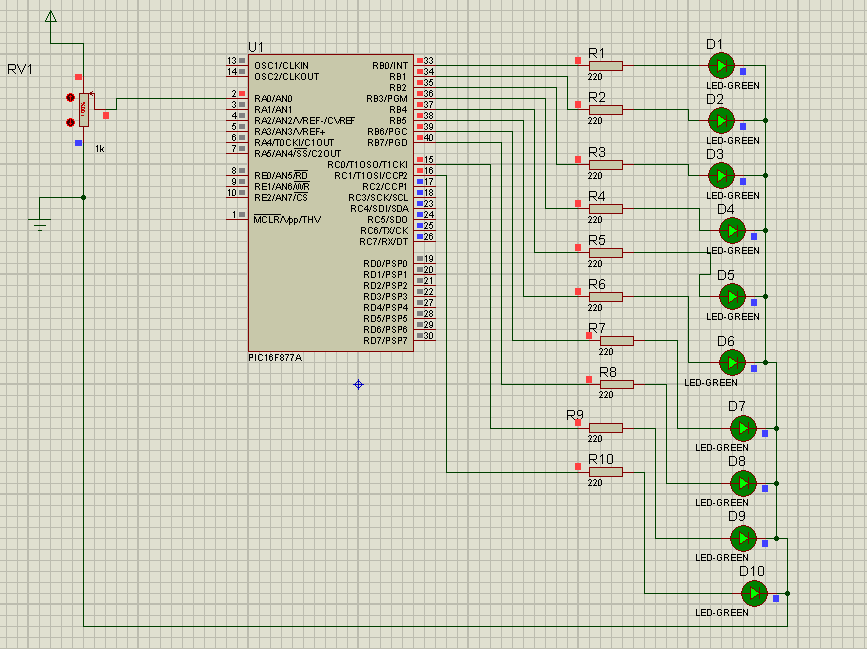 RV1
1k
U1
13 OSC1/CLKIN
14 OSC2/CLKOUT
2 RA0/AN0
3 RA1/AN1
4 RA2/AN2/VREF-/CVREF
5 RA3/AN3/VREF+
6 RA4/T0CKI/C1OUT
7 RA5/AN4/SS/C2OUT
8 RE0/AN5/RD
9 RE1/AN6/WR
10 RE2/AN7/CS
1 MCLR/Vpp/THV
RB0/INT 33
RB1 34
RB2 35
RB3/PGM 36
RB4 37
RB5 38
RB6/PGC 39
RB7/PGD 40
RC0/T1OSO/T1CKI 15
RC1/T1OSI/CCP2 16
RC2/CCP1 17
RC3/SCK/SCL 18
RC4/SDI/SDA 23
RC5/SDO 24
RC6/TX/CK 25
RC7/RX/DT 26
RD0/PSP0 19
RD1/PSP1 20
RD2/PSP2 21
RD3/PSP3 22
RD4/PSP4 27
RD5/PSP5 28
RD6/PSP6 29
RD7/PSP7 30
PIC16F877A
R1
220
R2
220
R3
220
R4
220
R5
220
R6
220
R7
220
R8
220
R9
220
R10
220
D1
LED-GREEN
D2
LED-GREEN
D3
LED-GREEN
D4
LED-GREEN
D5
LED-GREEN
D6
LED-GREEN
D7
LED-GREEN
D8
LED-GREEN
D9
LED-GREEN
D10
LED-GREEN